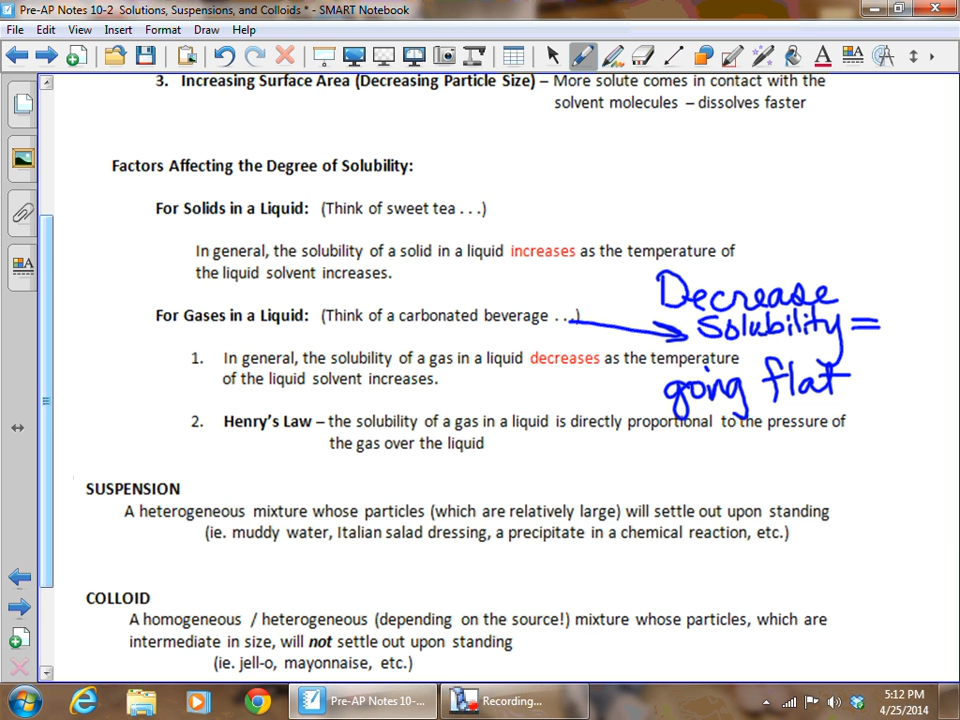 Pre-AP Notes 10-2 Solutions, Suspensions, and Colloids * - SMART Notebook
File Edit View Insert Format Draw Help
3. Increasing Surface Area (Decreasing Particle Size) – More solute comes in contact with the
solvent molecules – dissolves faster
Factors Affecting the Degree of Solubility:
For Solids in a Liquid: (Think of sweet tea . . .)
In general, the solubility of a solid in a liquid increases as the temperature of
the liquid solvent increases.
For Gases in a Liquid: (Think of a carbonated beverage . . .)
Decrease
Solubility =
going flat
1. In general, the solubility of a gas in a liquid decreases as the temperature
of the liquid solvent increases.
2. Henry's Law – the solubility of a gas in a liquid is directly proportional to the pressure of
the gas over the liquid
SUSPENSION
A heterogeneous mixture whose particles (which are relatively large) will settle out upon standing
(ie. muddy water, Italian salad dressing, a precipitate in a chemical reaction, etc.)
COLLOID
A homogeneous / heterogeneous (depending on the source!) mixture whose particles, which are
intermediate in size, will not settle out upon standing
(ie. jell-o, mayonnaise, etc.)
Pre-AP Notes 10-... Recording...
5:12 PM
4/25/2014